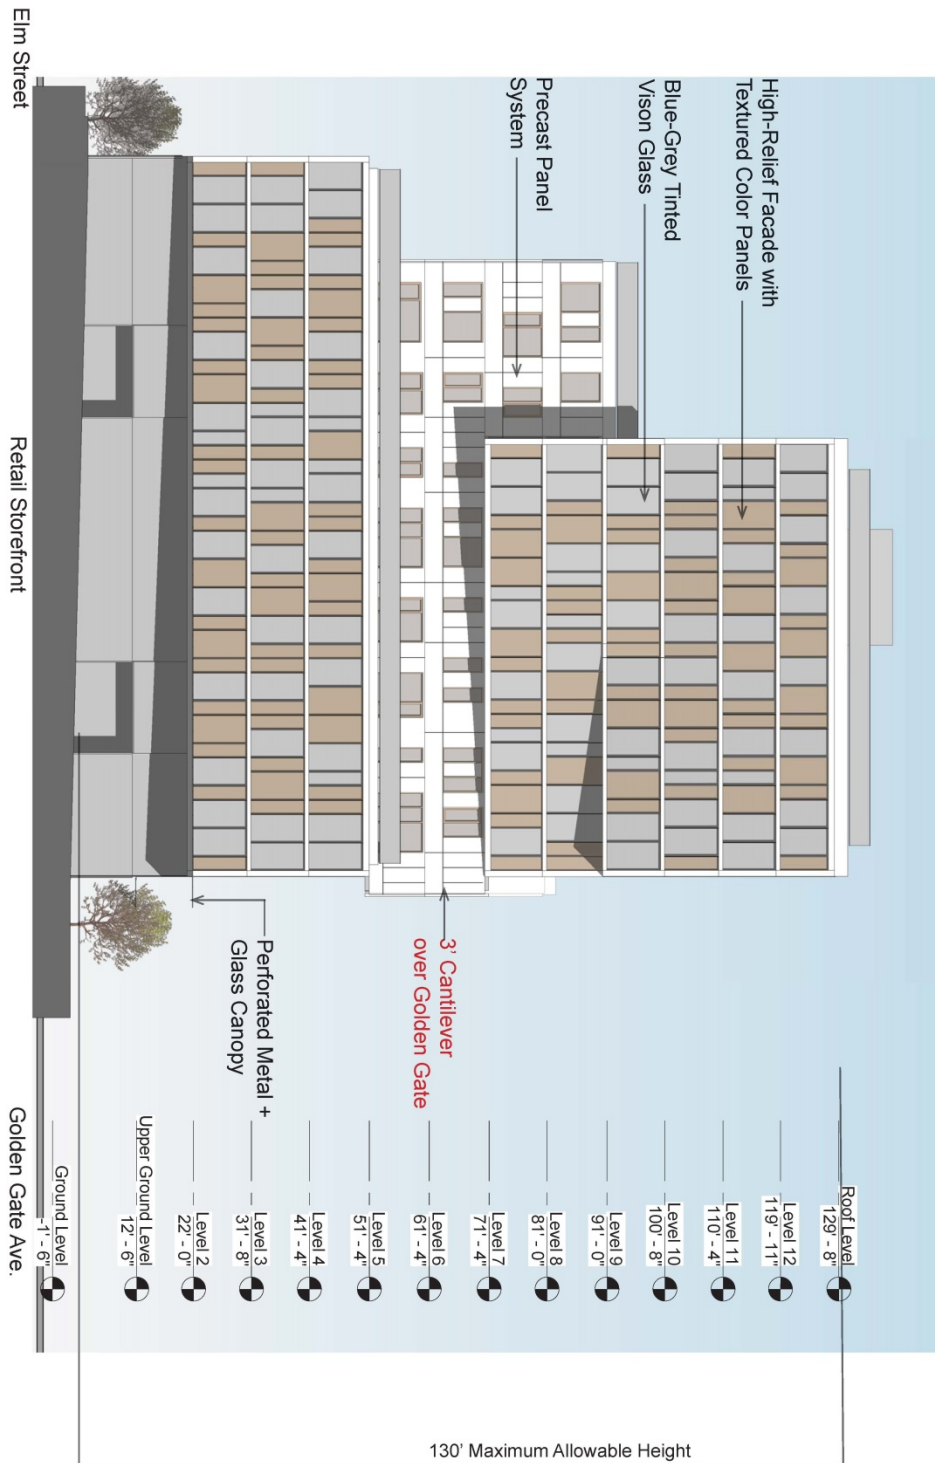 High-Relief Facade with
Textured Color Panels
Blue-Grey Tinted
Vison Glass
Precast Panel
System
3' Cantilever
over Golden Gate
Perforated Metal +
Glass Canopy
Roof Level
129' - 8"
Level 12
119' - 11"
Level 11
110' - 4"
Level 10
100' - 8"
Level 9
91' - 0"
Level 8
81' - 0"
Level 7
71' - 4"
Level 6
61' - 4"
Level 5
51' - 4"
Level 4
41' - 4"
Level 3
31' - 8"
Level 2
22' - 0"
Upper Ground Level
12' - 6"
Ground Level
-1' - 6"
130' Maximum Allowable Height
Elm Street
Retail Storefront
Golden Gate Ave.